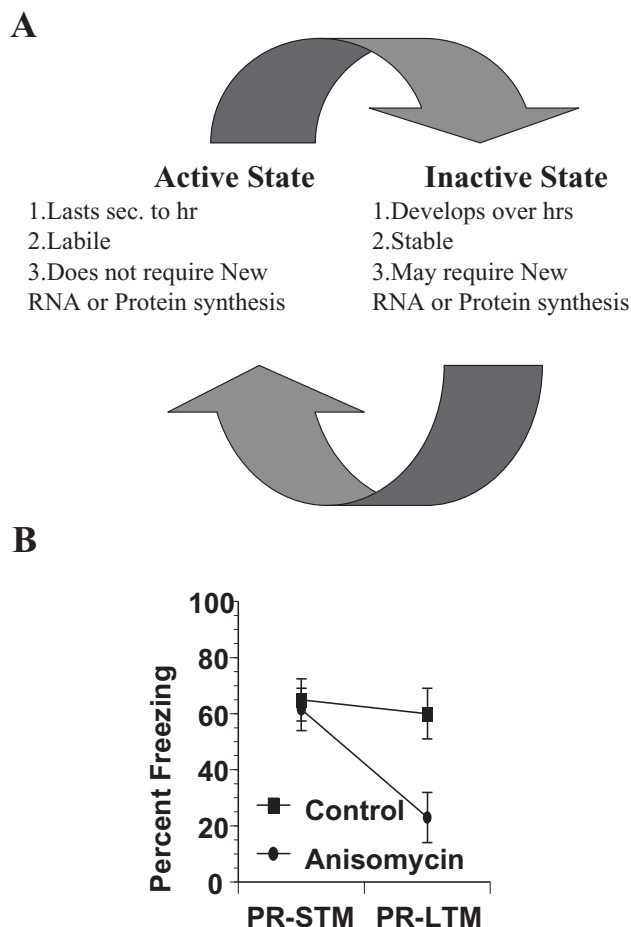 A
Active State
1.Lasts sec. to hr
2.Labile
3.Does not require New
RNA or Protein synthesis
Inactive State
1.Develops over hrs
2.Stable
3.May require New
RNA or Protein synthesis
B
Percent Freezing
100
80
60
40
20
0
Control
Anisomycin
PR-STM PR-LTM